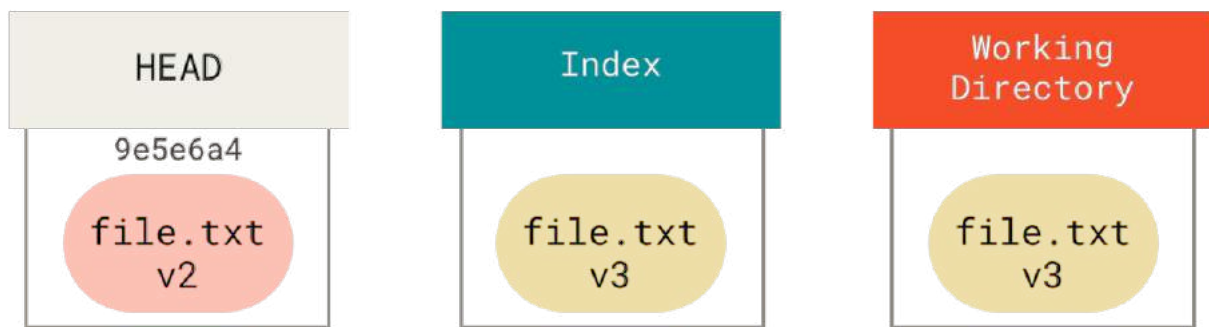 HEAD
9e5e6a4
file.txt
v2
Index
file.txt
v3
Working
Directory
file.txt
v3